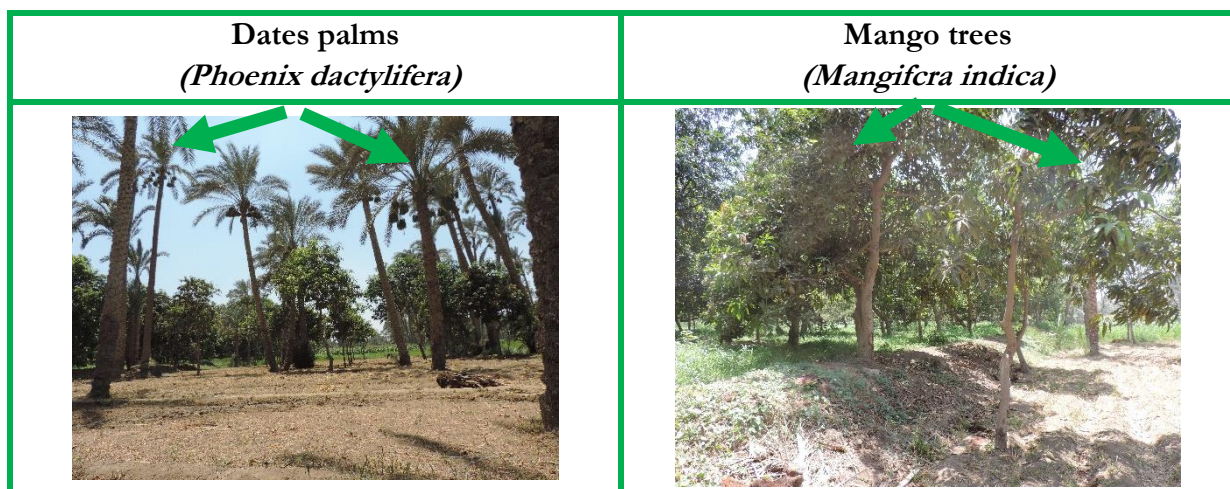 Dates palms
(Phoenix dactylifera)
Mango trees
(Mangifcra indica)